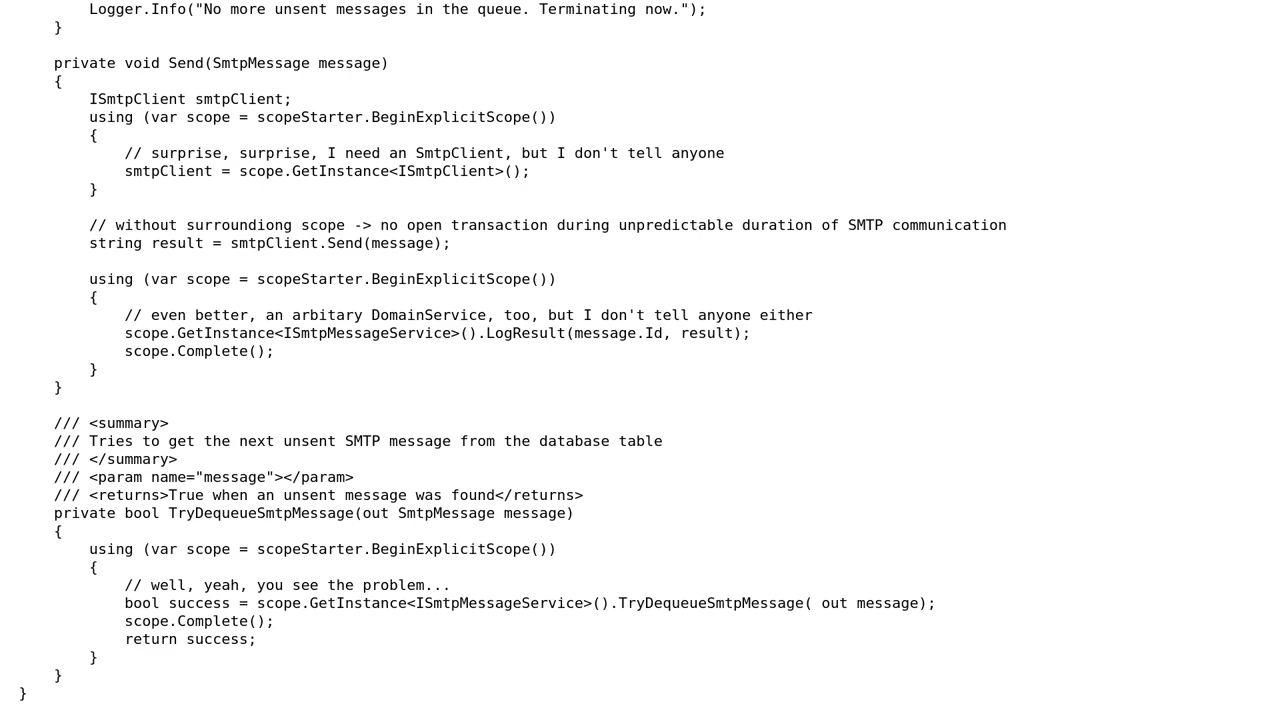 Logger.Info("No more unsent messages in the queue. Terminating now.");
    }

    private void Send(SmtpMessage message)
    {
        ISmtpClient smtpClient;
        using (var scope = scopeStarter.BeginExplicitScope())
        {
            // surprise, surprise, I need an SmtpClient, but I don't tell anyone
            smtpClient = scope.GetInstance<ISmtpClient>();
        }

        // without surroundiong scope -> no open transaction during unpredictable duration of SMTP communication
        string result = smtpClient.Send(message);

        using (var scope = scopeStarter.BeginExplicitScope())
        {
            // even better, an arbitary DomainService, too, but I don't tell anyone either
            scope.GetInstance<ISmtpMessageService>().LogResult(message.Id, result);
            scope.Complete();
        }
    }

    /// <summary>
    /// Tries to get the next unsent SMTP message from the database table
    /// </summary>
    /// <param name="message"></param>
    /// <returns>True when an unsent message was found</returns>
    private bool TryDequeueSmtpMessage(out SmtpMessage message)
    {
        using (var scope = scopeStarter.BeginExplicitScope())
        {
            // well, yeah, you see the problem...
            bool success = scope.GetInstance<ISmtpMessageService>().TryDequeueSmtpMessage( out message);
            scope.Complete();
            return success;
        }
    }
}